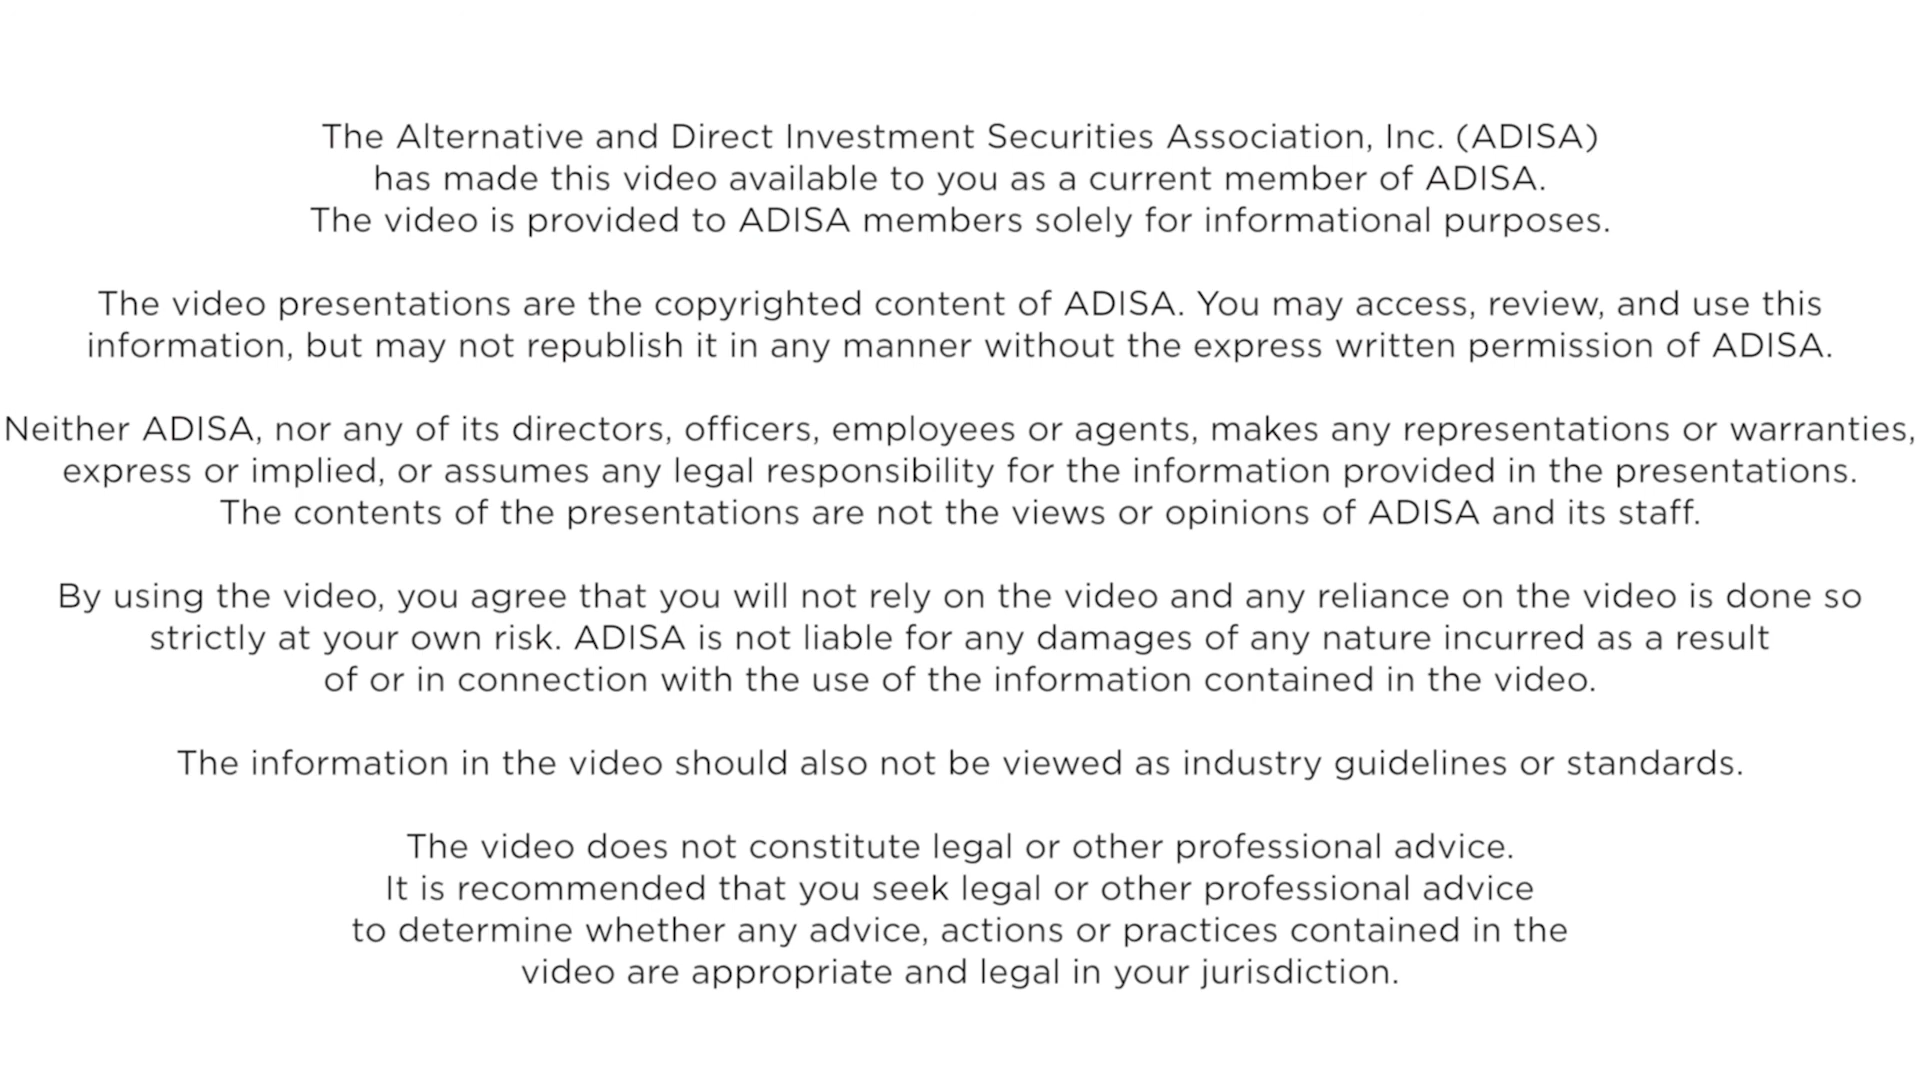 The Alternative and Direct Investment Securities Association, Inc. (ADISA)
has made this video available to you as a current member of ADISA.
The video is provided to ADISA members solely for informational purposes.
The video presentations are the copyrighted content of ADISA. You may access, review, and use this
information, but may not republish it in any manner without the express written permission of ADISA.
Neither ADISA, nor any of its directors, officers, employees or agents, makes any representations or warranties,
express or implied, or assumes any legal responsibility for the information provided in the presentations.
The contents of the presentations are not the views or opinions of ADISA and its staff.
By using the video, you agree that you will not rely on the video and any reliance on the video is done so
strictly at your own risk. ADISA is not liable for any damages of any nature incurred as a result
of or in connection with the use of the information contained in the video.
The information in the video should also not be viewed as industry guidelines or standards.
The video does not constitute legal or other professional advice.
It is recommended that you seek legal or other professional advice
to determine whether any advice, actions or practices contained in the
video are appropriate and legal in your jurisdiction.